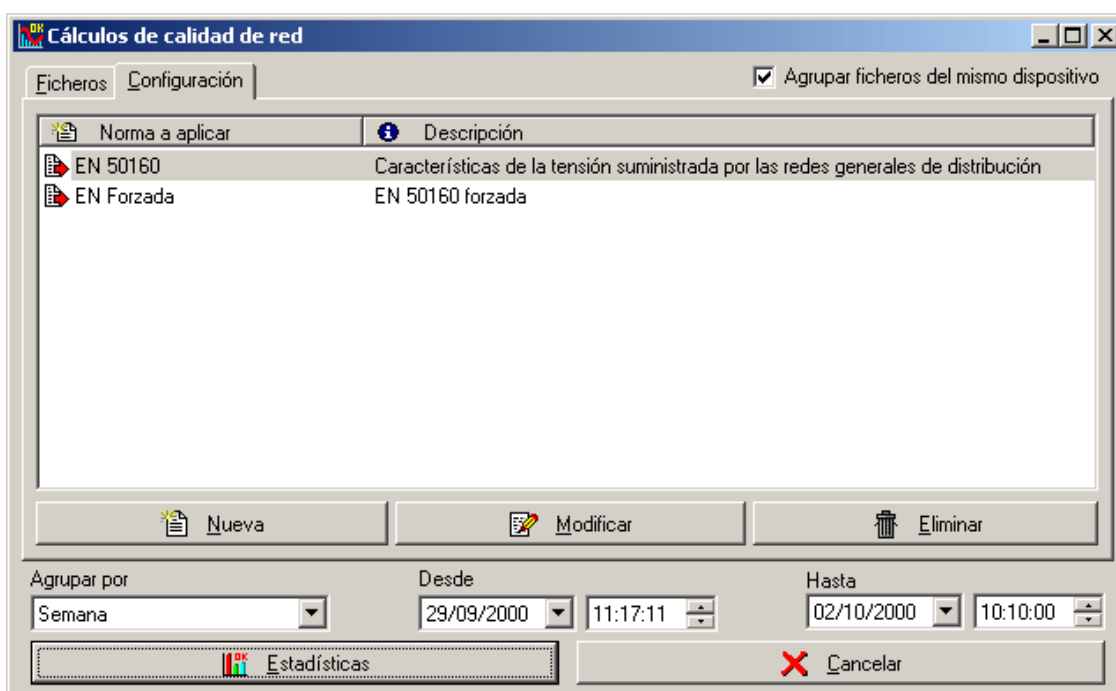 Cálculos de calidad de red
Ficheros Configuración Agrupar ficheros del mismo dispositivo
Norma a aplicar Descripción
EN 50160 Características de la tensión suministrada por las redes generales de distribución
EN Forzada EN 50160 forzada
Nueva Modificar Eliminar
Agrupar por Desde Hasta
Semana 29/09/2000 11:17:11 02/10/2000 10:10:00
Estadísticas Cancelar